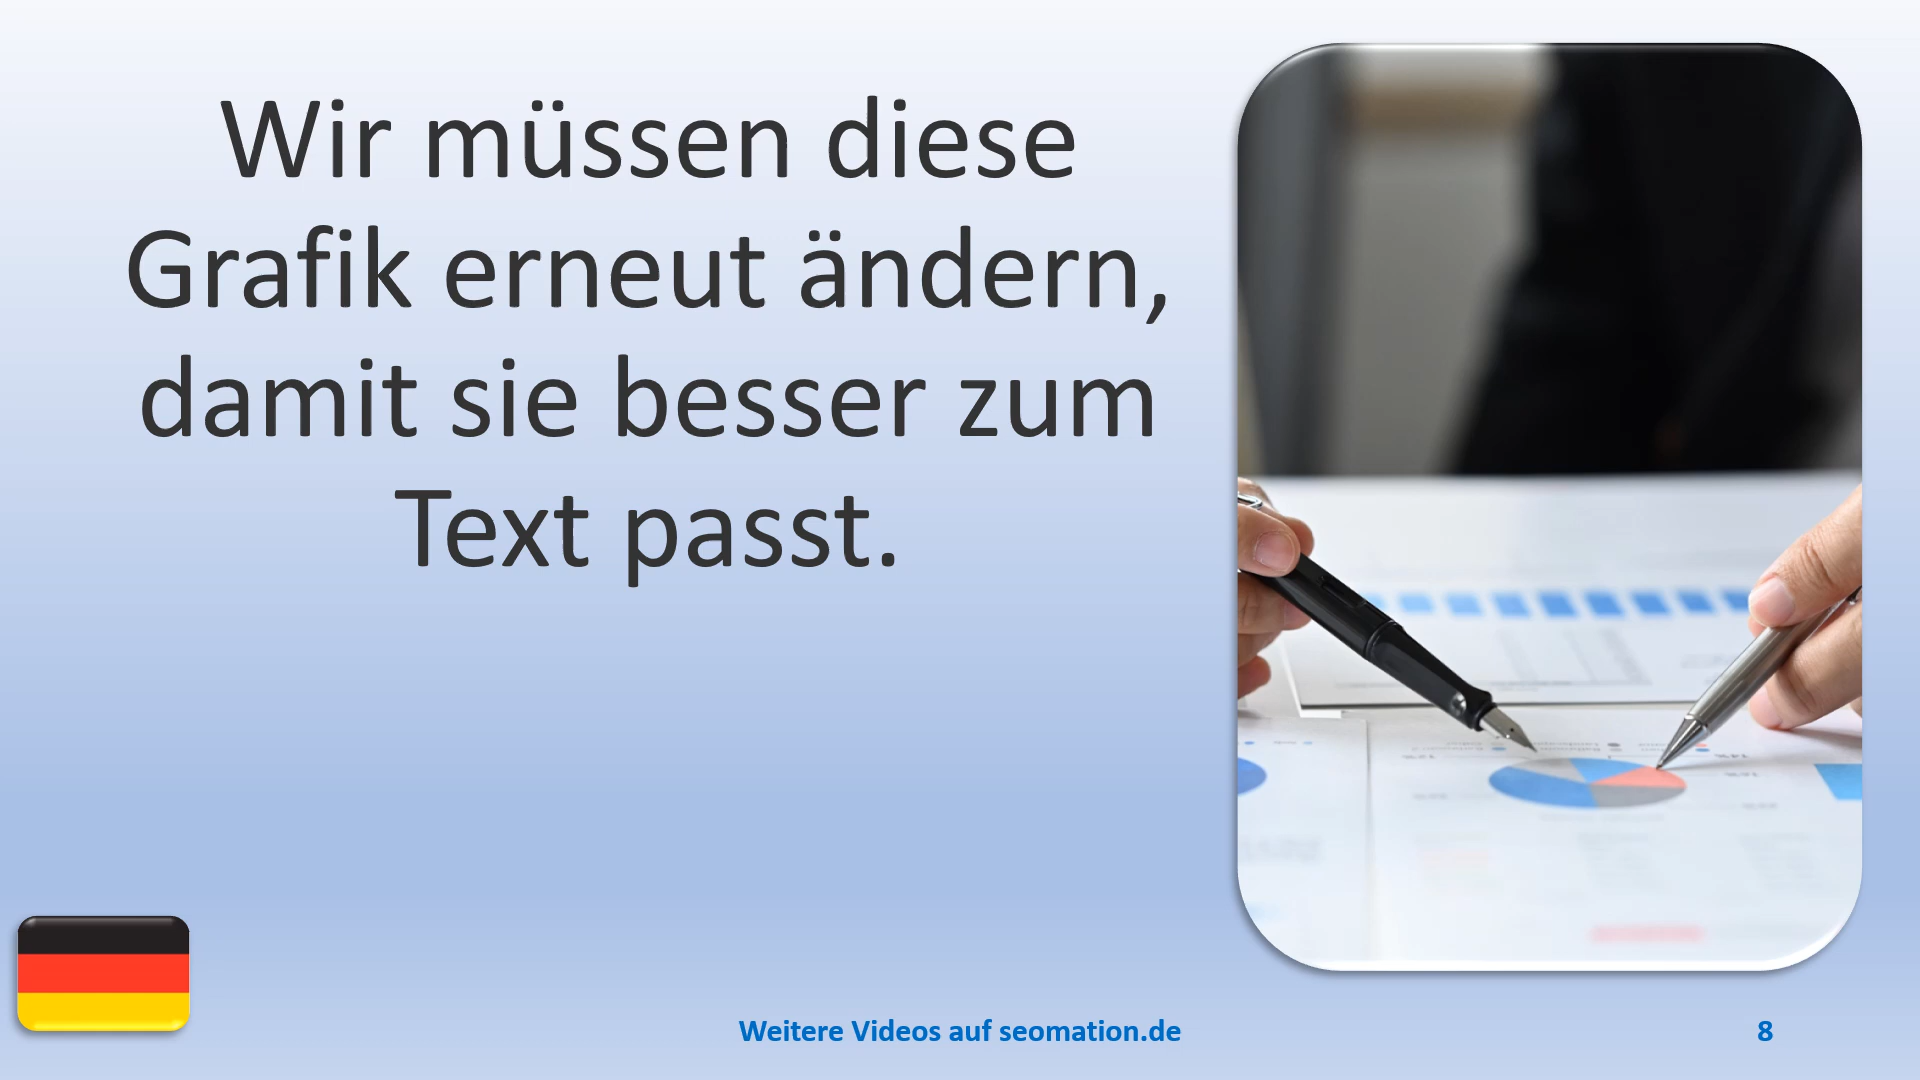 Wir müssen diese
Grafik erneut ändern,
damit sie besser zum
Text passt.
Weitere Videos auf seomation.de
8